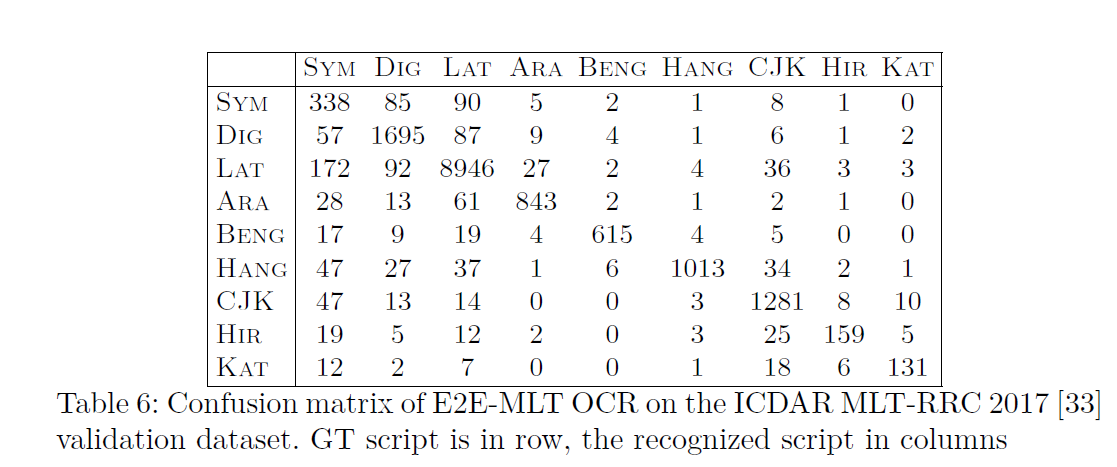 SYM DIG LAT ARA BENG HANG CJK HIR KAT
SYM 338 85 90 5 2 1 8 1 0
DIG 57 1695 87 9 4 1 6 1 2
LAT 172 92 8946 27 2 4 36 3 3
ARA 28 13 61 843 2 1 2 1 0
BENG 17 9 19 4 615 4 5 0 0
HANG 47 27 37 1 6 1013 34 2 1
CJK 47 13 14 0 0 3 1281 8 10
HIR 19 5 12 2 0 3 25 159 5
KAT 12 2 7 0 0 1 18 6 131
Table 6: Confusion matrix of E2E-MLT OCR on the ICDAR MLT-RRC 2017 [33]
validation dataset. GT script is in row, the recognized script in columns